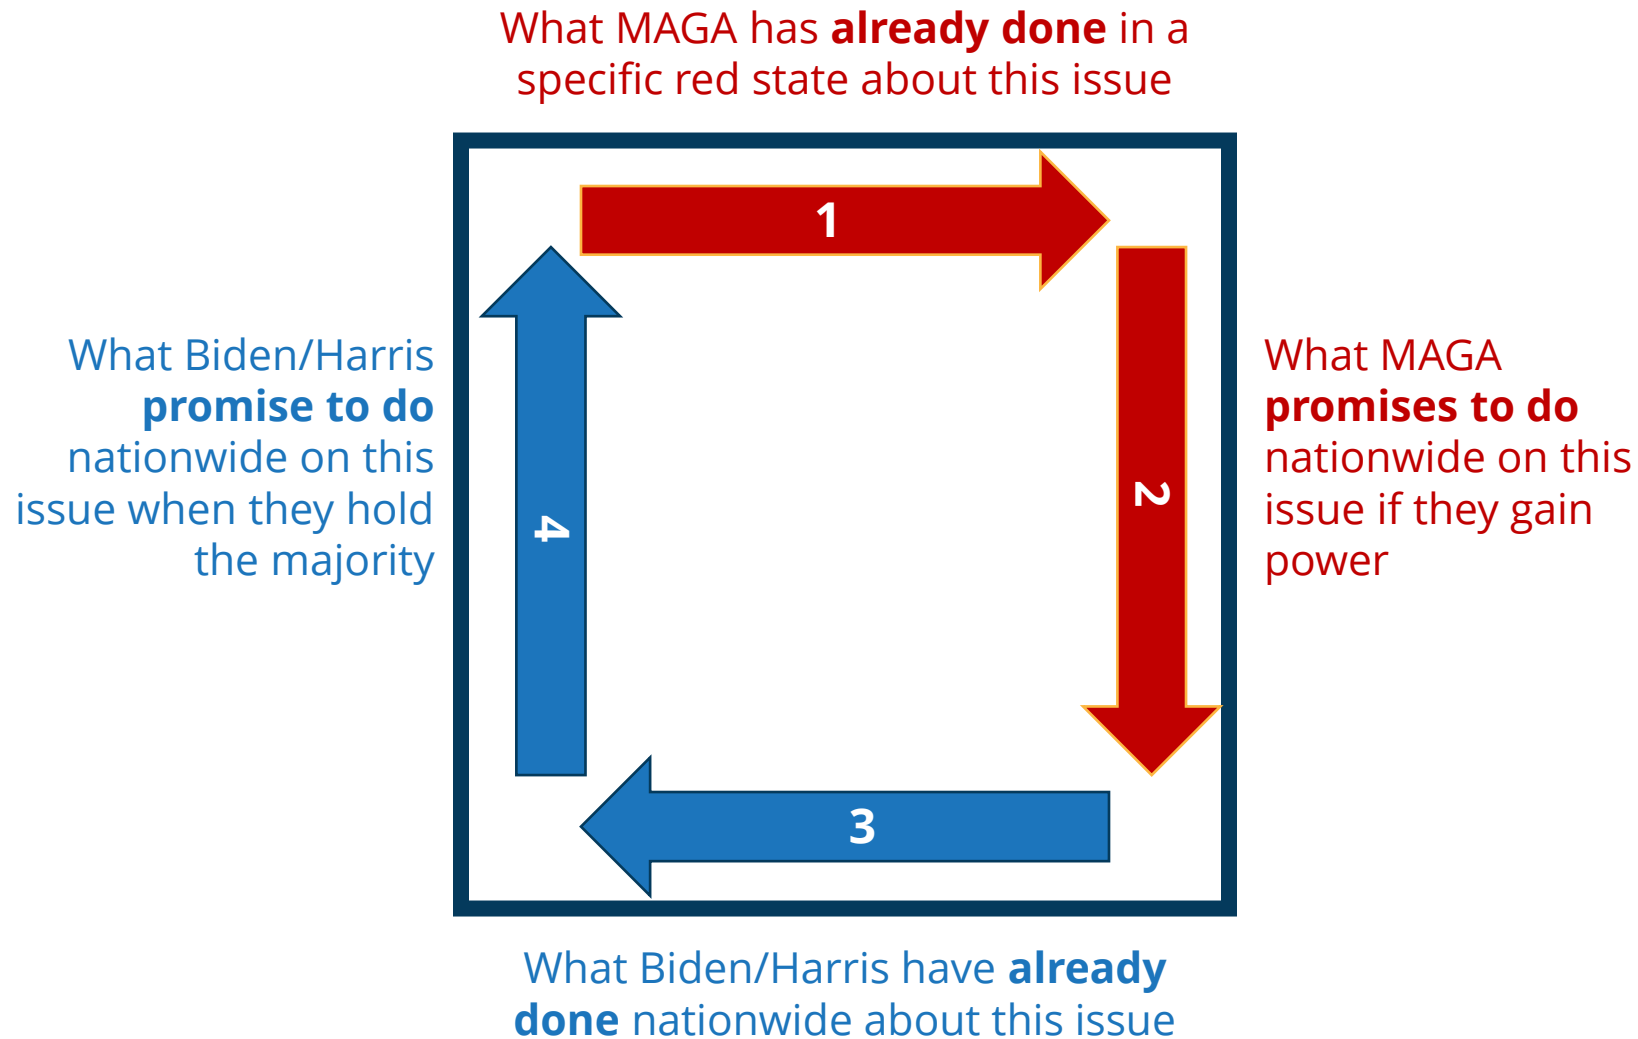 What MAGA has already done in a
specific red state about this issue
1
What Biden/Harris
promise to do
nationwide on this
issue when they hold
the majority
4
2
What MAGA
promises to do
nationwide on this
issue if they gain
power
3
What Biden/Harris have already
done nationwide about this issue